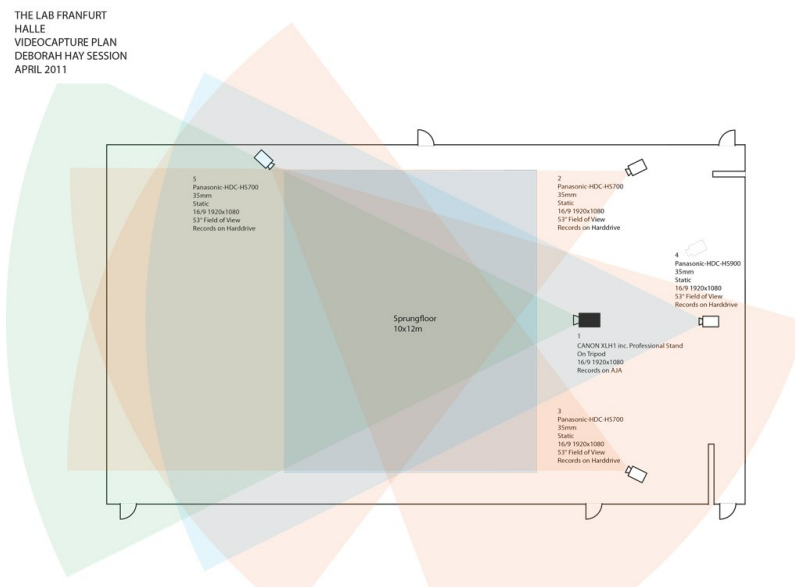 THE LAB FRANFURT
HALLE
VIDEOCAPTURE PLAN
DEBORAH HAY SESSION
APRIL 2011
5
Panasonic-HDC-HS700
35mm
Static
16/9 1920x1080
53° Field of View
Records on Harddrive
2
Panasonic-HDC-HS700
35mm
Static
16/9 1920x1080
53° Field of View
Records on Harddrive
4
Panasonic-HDC-HS900
35mm
Static
16/9 1920x1080
53° Field of View
Records on Harddrive
Sprungfloor
10x12m
1
CANON XLH1 inc. Professional Stand
On Tripod
16/9 1920x1080
Records on AJA
3
Panasonic-HDC-HS700
35mm
Static
16/9 1920x1080
53° Field of View
Records on Harddrive